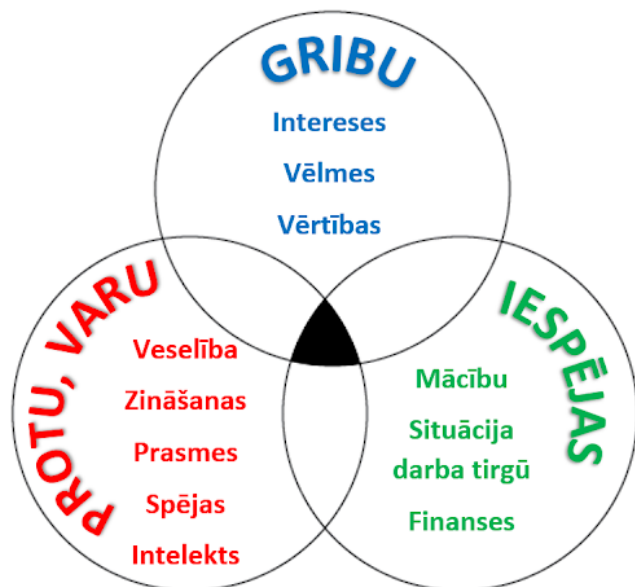 GRIBU
Intereses
Vēlmes
Vērtības
PROTU, VARU
Veselība
Zināšanas
Prasmes
Spējas
Intelekts
IESPĒJAS
Mācību
Situācija
darba tirgū
Finanses